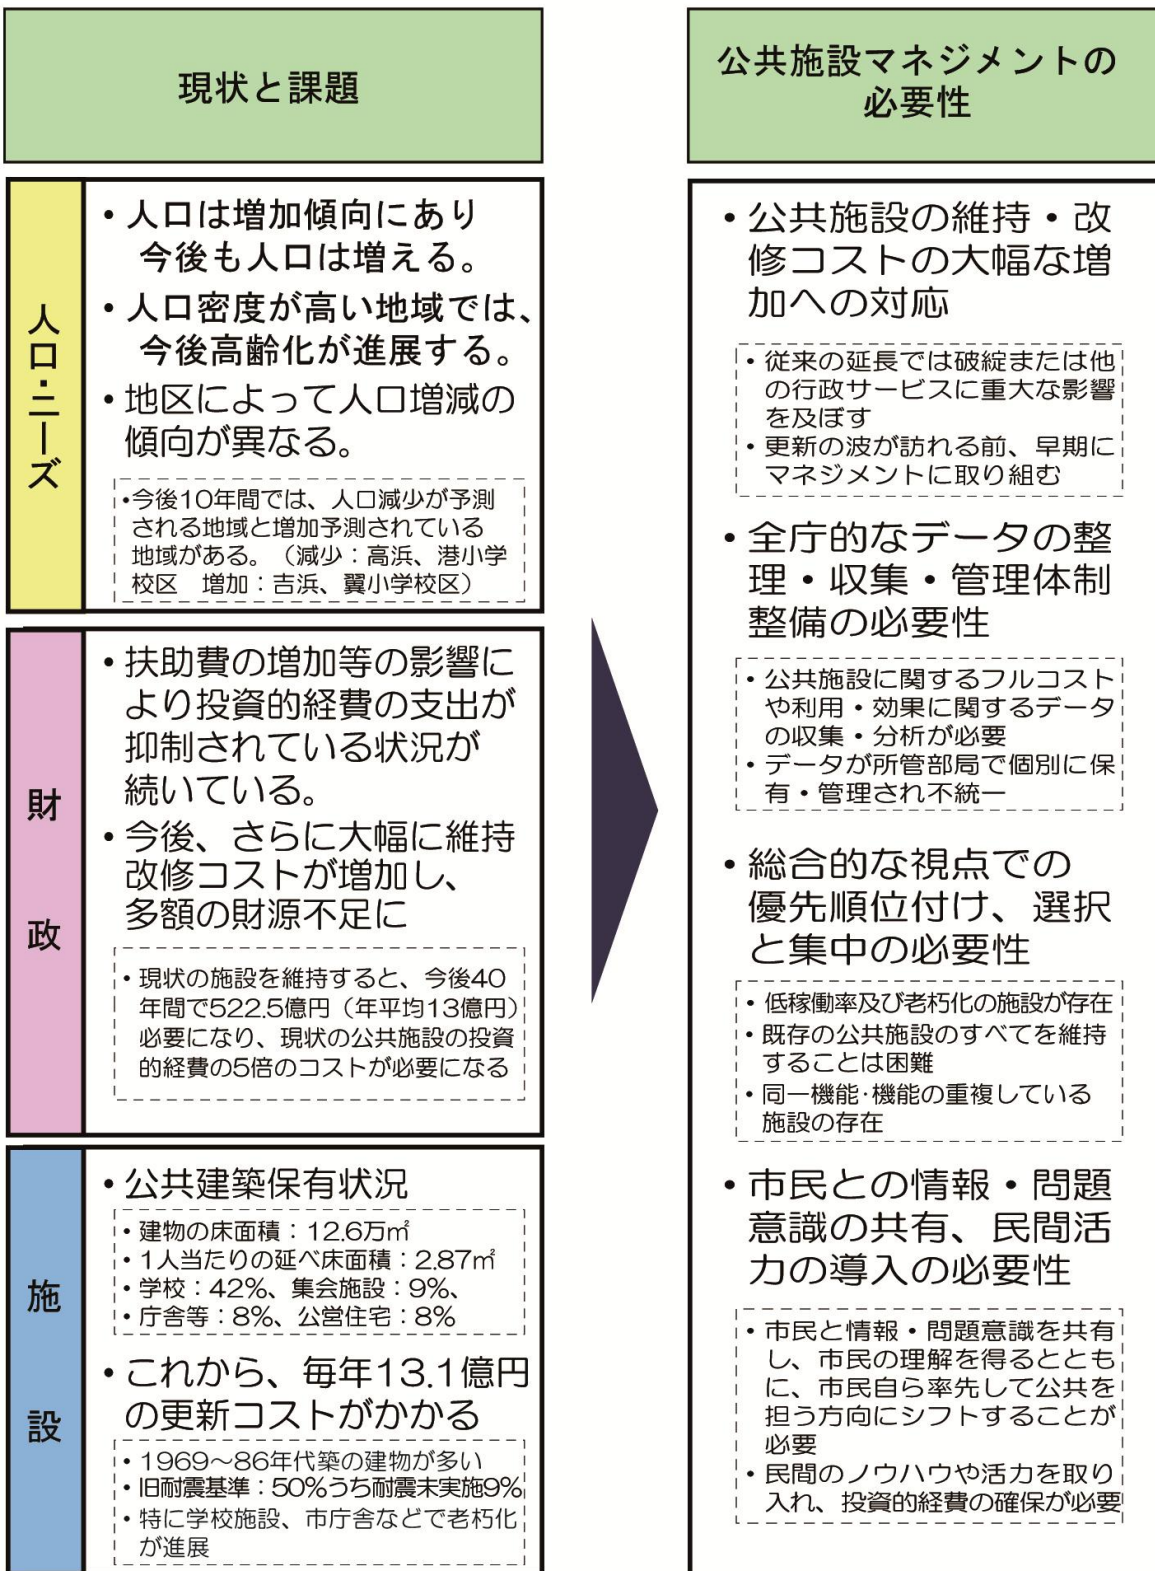 現状と課題
人口・ニーズ
・人口は増加傾向にあり
今後も人口は増える。
・人口密度が高い地域では、
今後高齢化が進展する。
・地区によって人口増減の
傾向が異なる。
・今後10年間では、人口減少が予測
される地域と増加予測されている
地域がある。（減少：高浜、港小学
校区　増加：吉浜、翼小学校区）
財政
・扶助費の増加等の影響に
より投資的経費の支出が
抑制されている状況が
続いている。
・今後、さらに大幅に維持
改修コストが増加し、
多額の財源不足に
・現状の施設を維持すると、今後40
年間で522.5億円（年平均13億円）
必要になり、現状の公共施設の投資
的経費の5倍のコストが必要になる
施設
・公共建築保有状況
・建物の床面積：12.6万㎡
・1人当たりの延べ床面積：2.87㎡
・学校：42%、集会施設：9%、
・庁舎等：8%、公営住宅：8%
・これから、毎年13.1億円
の更新コストがかかる
・1969～86年代築の建物が多い
・旧耐震基準：50%うち耐震未実施9%
・特に学校施設、市庁舎などで老朽化
が進展
公共施設マネジメントの
必要性
・公共施設の維持・改
修コストの大幅な増
加への対応
・従来の延長では破綻または他
の行政サービスに重大な影響
を及ぼす
・更新の波が訪れる前、早期に
マネジメントに取り組む
・全庁的なデータの整
理・収集・管理体制
整備の必要性
・公共施設に関するフルコスト
や利用・効果に関するデータ
の収集・分析が必要
・データが所管部局で個別に保
有・管理され不統一
・総合的な視点での
優先順位付け、選択
と集中の必要性
・低稼働率及び老朽化の施設が存在
・既存の公共施設のすべてを維持
することは困難
・同一機能・機能の重複している
施設の存在
・市民との情報・問題
意識の共有、民間活
力の導入の必要性
・市民と情報・問題意識を共有
し、市民の理解を得るととも
に、市民自ら率先して公共を
担う方向にシフトすることが
必要
・民間のノウハウや活力を取り
入れ、投資的経費の確保が必要